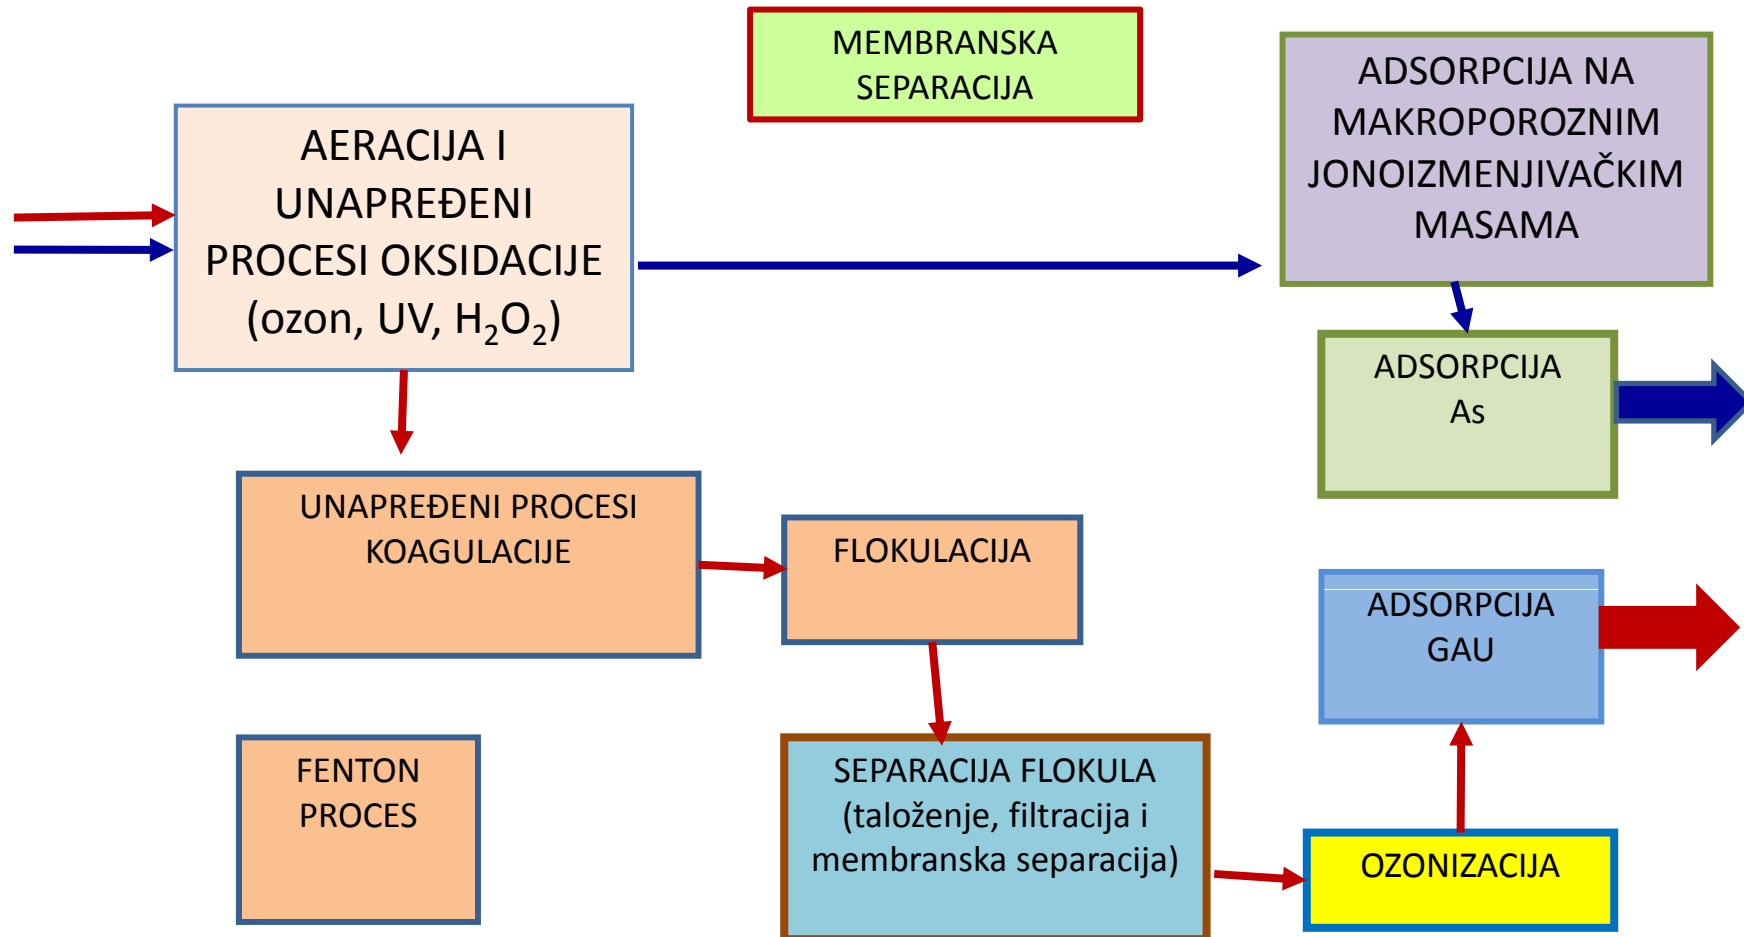 MEMBRANSKA
SEPARACIJA
ADSORPCIJA NA
MAKROPOROZNIM
JONOIZMENJIVAČKIM
MASAMA
AERACIJA I
UNAPREĐENI
PROCESI OKSIDACIJE
(ozon, UV, H₂O₂)
ADSORPCIJA
As
UNAPREĐENI PROCESI
KOAGULACIJE
FLOKULACIJA
ADSORPCIJA
GAU
FENTON
PROCES
SEPARACIJA FLOKULA
(taloženje, filtracija i
membranska separacija)
OZONIZACIJA